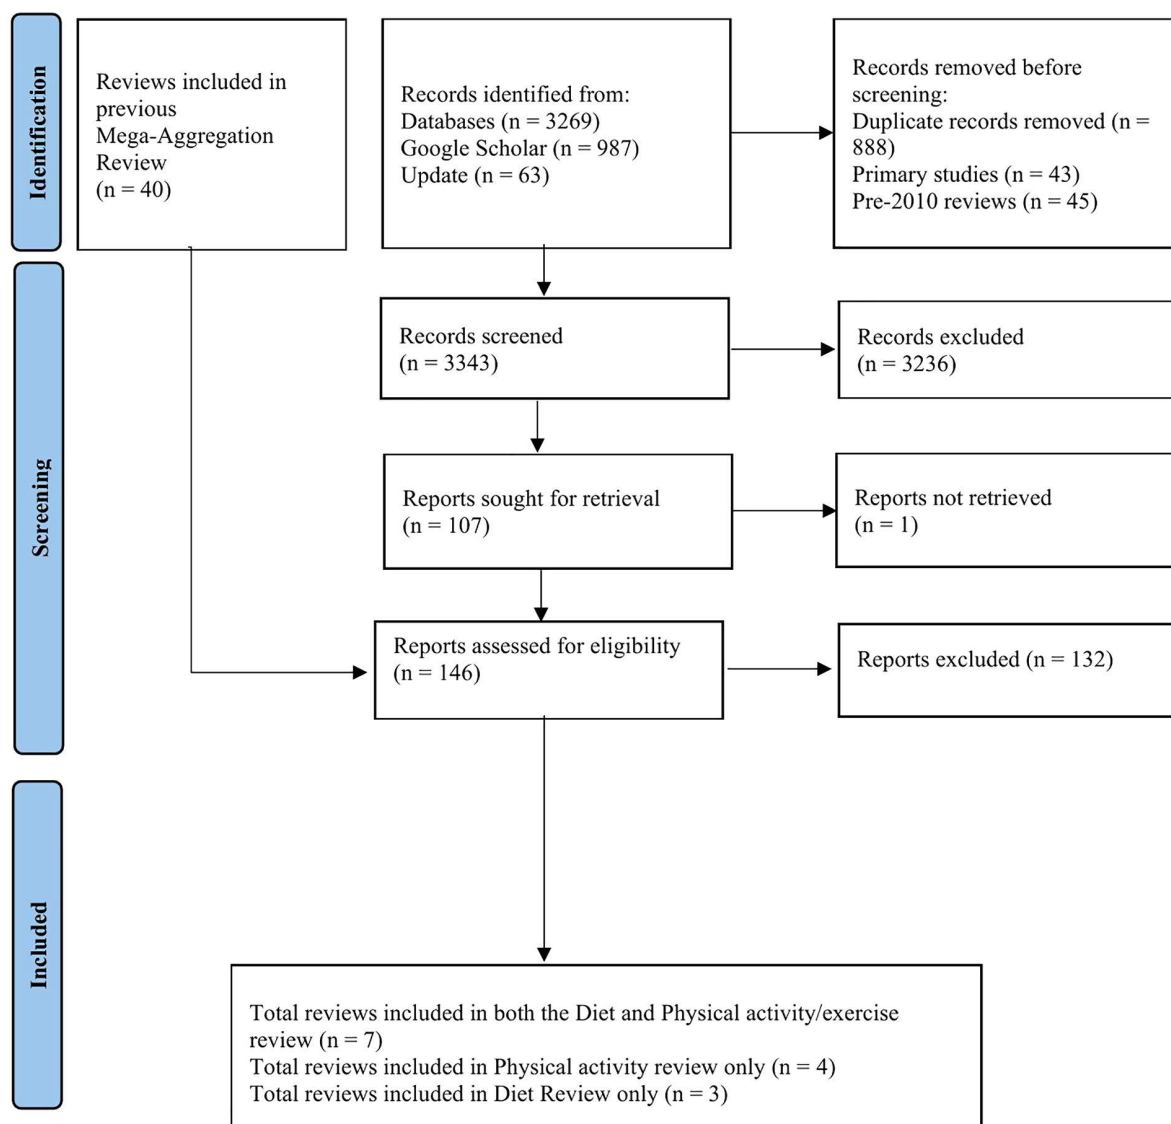 Identification
Reviews included in
previous
Mega-Aggregation
Review
(n = 40)
Records identified from:
Databases (n = 3269)
Google Scholar (n = 987)
Update (n = 63)
Records removed before
screening:
Duplicate records removed (n =
888)
Primary studies (n = 43)
Pre-2010 reviews (n = 45)
Screening
Records screened
(n = 3343)
Records excluded
(n = 3236)
Reports sought for retrieval
(n = 107)
Reports not retrieved
(n = 1)
Reports assessed for eligibility
(n = 146)
Reports excluded (n = 132)
Included
Total reviews included in both the Diet and Physical activity/exercise
review (n = 7)
Total reviews included in Physical activity review only (n = 4)
Total reviews included in Diet Review only (n = 3)